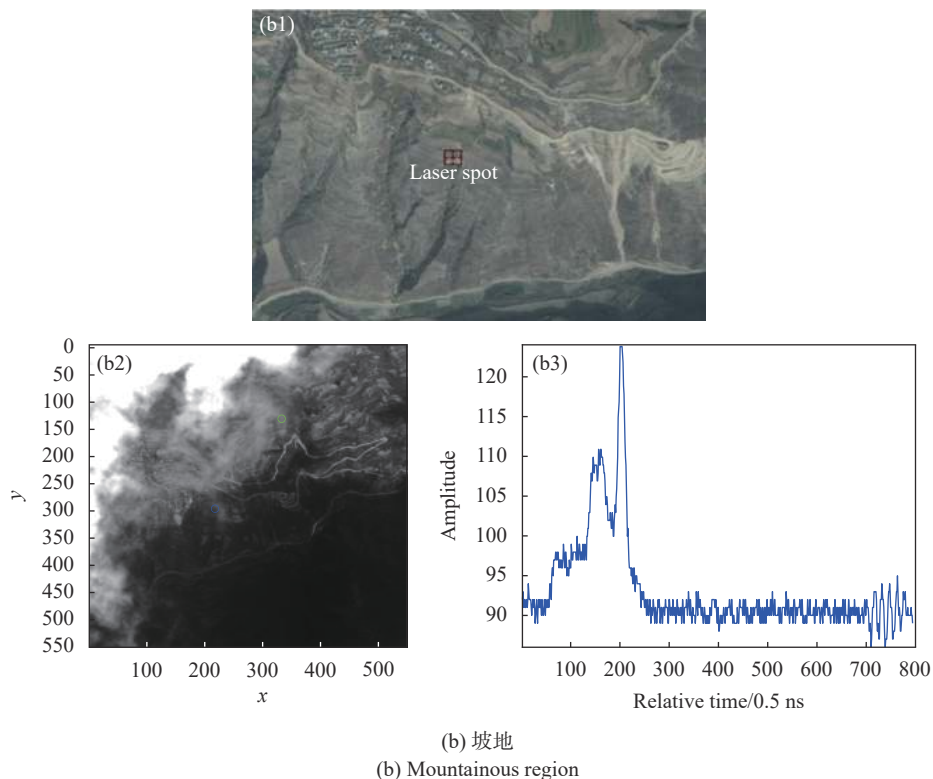 (b1)
Laser spot
(b2)
0
50
100
150
200
250
300
350
400
450
500
550
y
100 200 300 400 500
x
(b3)
120
115
110
105
100
95
90
Amplitude
100 200 300 400 500 600 700 800
Relative time/0.5 ns
(b) 坡地
(b) Mountainous region